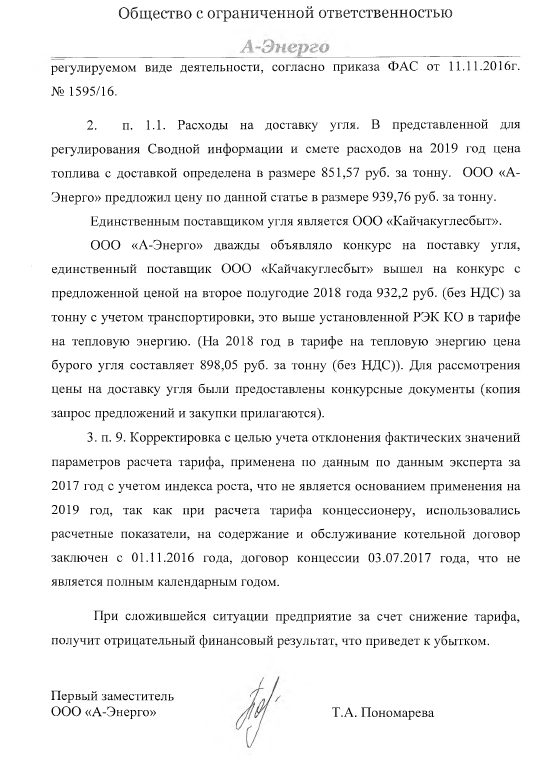 Общество с ограниченной ответственностью
А-Энерго
регулируемом виде деятельности, согласно приказа ФАС от 11.11.2016г.
№ 1595/16.
2. п. 1.1. Расходы на доставку угля. В представленной для
регулирования Сводной информации и смете расходов на 2019 год цена
топлива с доставкой определена в размере 851,57 руб. за тонну. ООО «А-
Энерго» предложил цену по данной статье в размере 939,76 руб. за тонну.
Единственным поставщиком угля является ООО «Кайчакуглесбыт».
ООО «А-Энерго» дважды объявляло конкурс на поставку угля,
единственный поставщик ООО «Кайчакуглесбыт» вышел на конкурс с
предложенной ценой на второе полугодие 2018 года 932,2 руб. (без НДС) за
тонну с учетом транспортировки, это выше установленной РЭК КО в тарифе
на тепловую энергию. (На 2018 год в тарифе на тепловую энергию цена
бурого угля составляет 898,05 руб. за тонну (без НДС)). Для рассмотрения
цены на доставку угля были предоставлены конкурсные документы (копия
запрос предложений и закупки прилагаются).
3. п. 9. Корректировка с целью учета отклонения фактических значений
параметров расчета тарифа, применена по данным по данным эксперта за
2017 год с учетом индекса роста, что не является основанием применения на
2019 год, так как при расчета тарифа концессионеру, использовались
расчетные показатели, на содержание и обслуживание котельной договор
заключен с 01.11.2016 года, договор концессии 03.07.2017 года, что не
является полным календарным годом.
При сложившейся ситуации предприятие за счет снижение тарифа,
получит отрицательный финансовый результат, что приведет к убытком.
Первый заместитель
ООО «А-Энерго»
Т.А. Пономарева